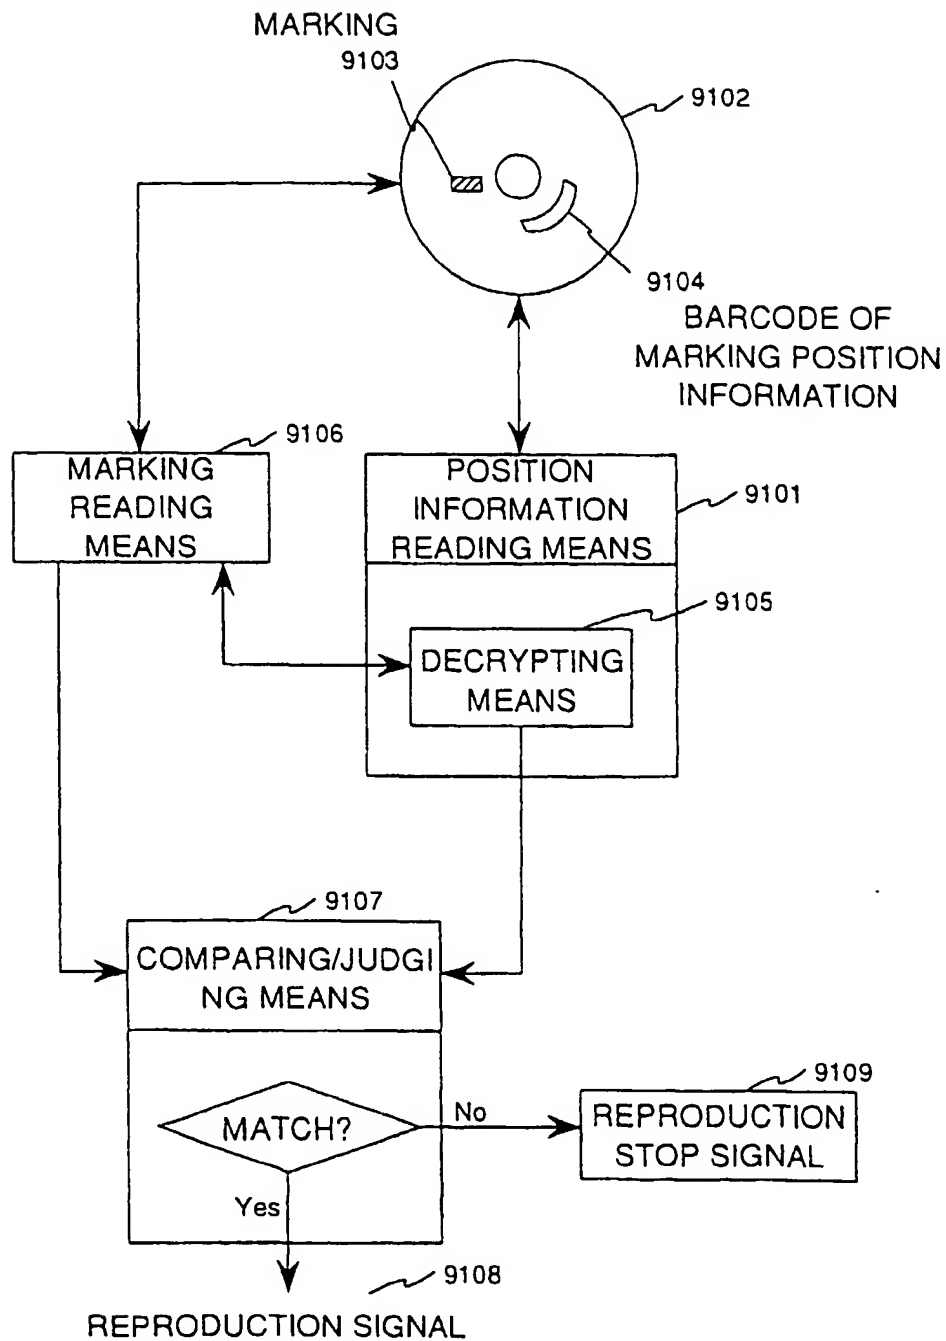 MARKING
9103
9102
9104
BARCODE OF
MARKING POSITION
INFORMATION
9106
MARKING
READING
MEANS
POSITION
INFORMATION
READING MEANS
9101
9105
DECRYPTING
MEANS
9107
COMPARING/JUDGI
NG MEANS
MATCH?
No
Yes
9109
REPRODUCTION
STOP SIGNAL
9108
REPRODUCTION SIGNAL